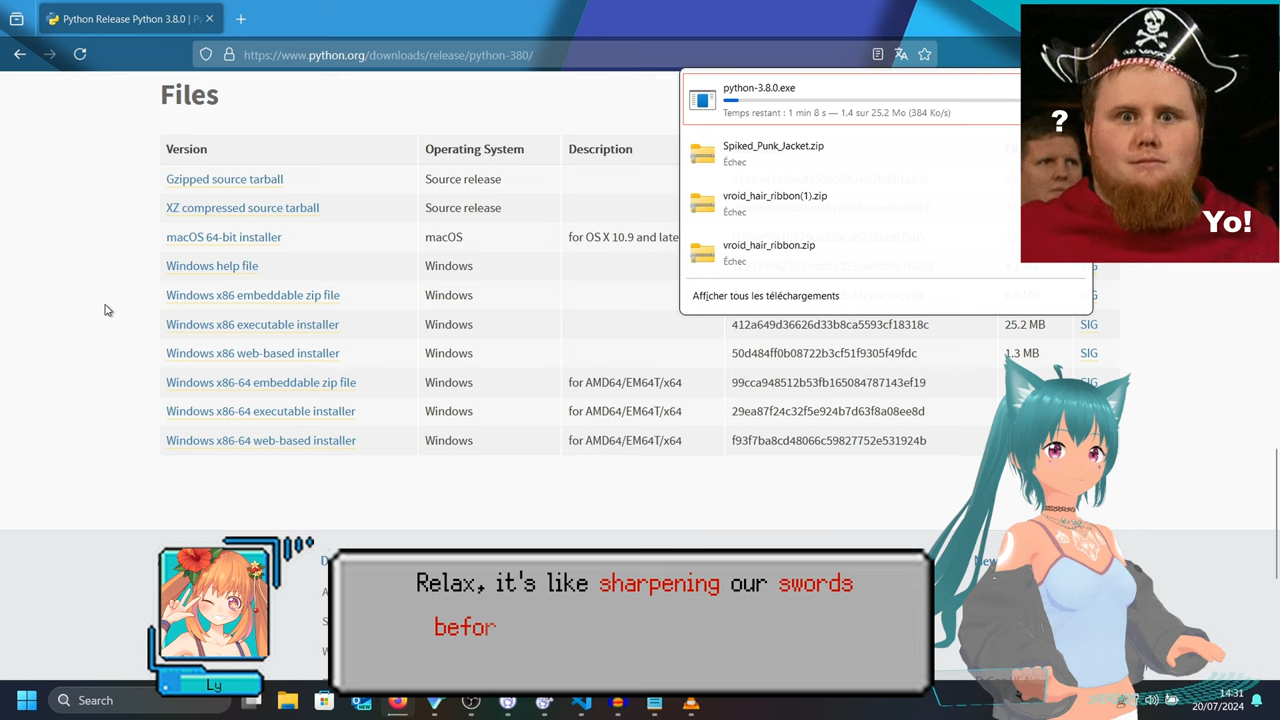 Python Release Python 3.8.0 | Py
https://www.python.org/downloads/release/python-380/
Files
Version Operating System Description
Gzipped source tarball Source release
XZ compressed source tarball Source release
macOS 64-bit installer macOS for OS X 10.9 and late
Windows help file Windows
Windows x86 embeddable zip file Windows
Windows x86 executable installer Windows 412a649d36626d33b8ca5593cf18318c 25.2 MB SIG
Windows x86 web-based installer Windows 50d484ff0b08722b3cf51f9305f49fdc 1.3 MB SIG
Windows x86-64 embeddable zip file Windows for AMD64/EM64T/x64 99cca948512b53fb165084787143ef19 SIG
Windows x86-64 executable installer Windows for AMD64/EM64T/x64 29ea87f24c32f5e924b7d63f8a08ee8d
Windows x86-64 web-based installer Windows for AMD64/EM64T/x64 f93f7ba8cd48066c59827752e531924b
python-3.8.0.exe
Temps restant : 1 min 8 s — 1,4 sur 25.2 Mo (384 Ko/s)
Spiked_Punk_Jacket.zip
Échec
vroid_hair_ribbon(1).zip
Échec
vroid_hair_ribbon.zip
Échec
Afficher tous les téléchargements
?
Yo!
New
Relax, it's like sharpening our swords
befor
Ly
Search
14:31
20/07/2024